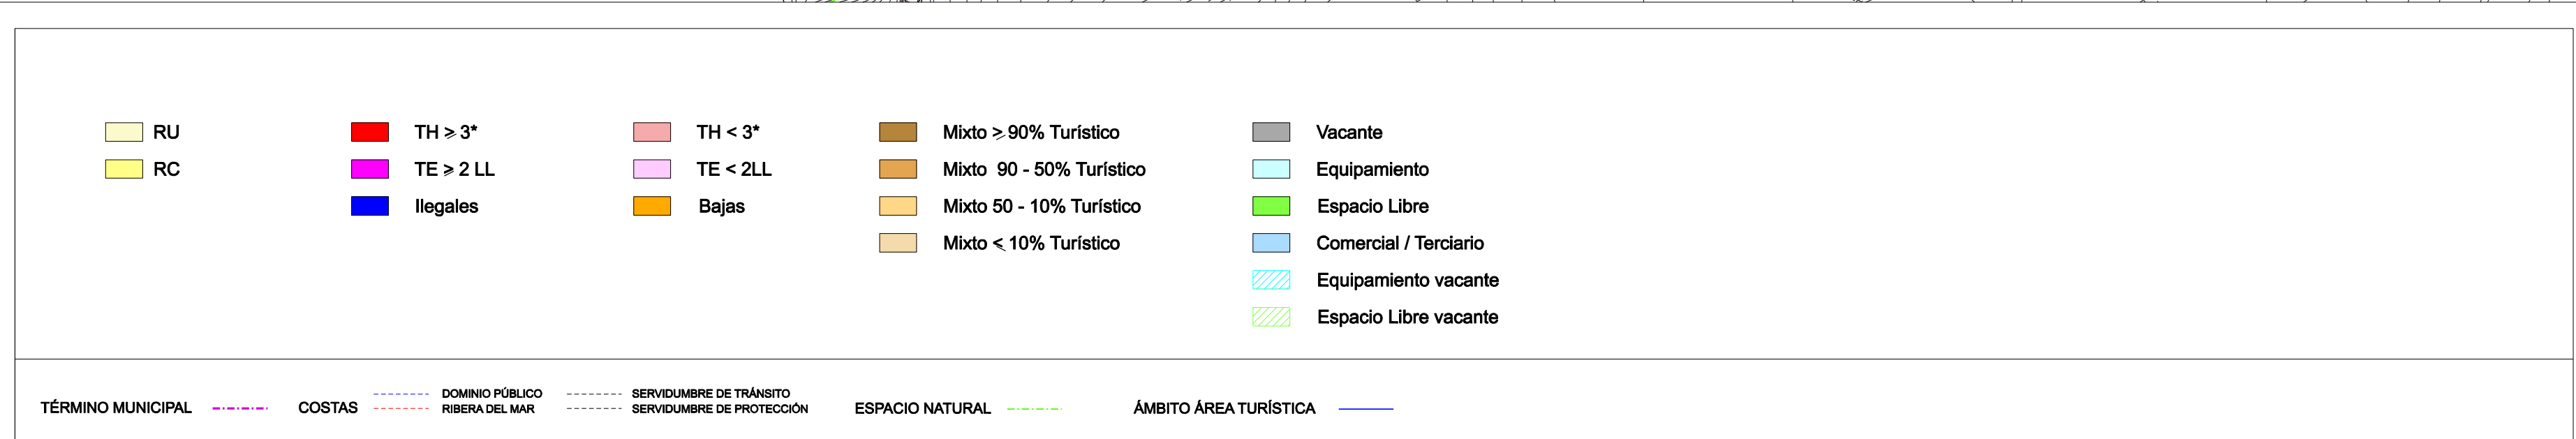 RU
RC
TH ≥ 3*
TE ≥ 2 LL
Ilegales
TH < 3*
TE < 2LL
Bajas
Mixto ≥ 90% Turístico
Mixto 90 - 50% Turístico
Mixto 50 - 10% Turístico
Mixto ≤ 10% Turístico
Vacante
Equipamiento
Espacio Libre
Comercial / Terciario
Equipamiento vacante
Espacio Libre vacante
TÉRMINO MUNICIPAL
COSTAS
DOMINIO PÚBLICO
RIBERA DEL MAR
SERVIDUMBRE DE TRÁNSITO
SERVIDUMBRE DE PROTECCIÓN
ESPACIO NATURAL
ÁMBITO ÁREA TURÍSTICA